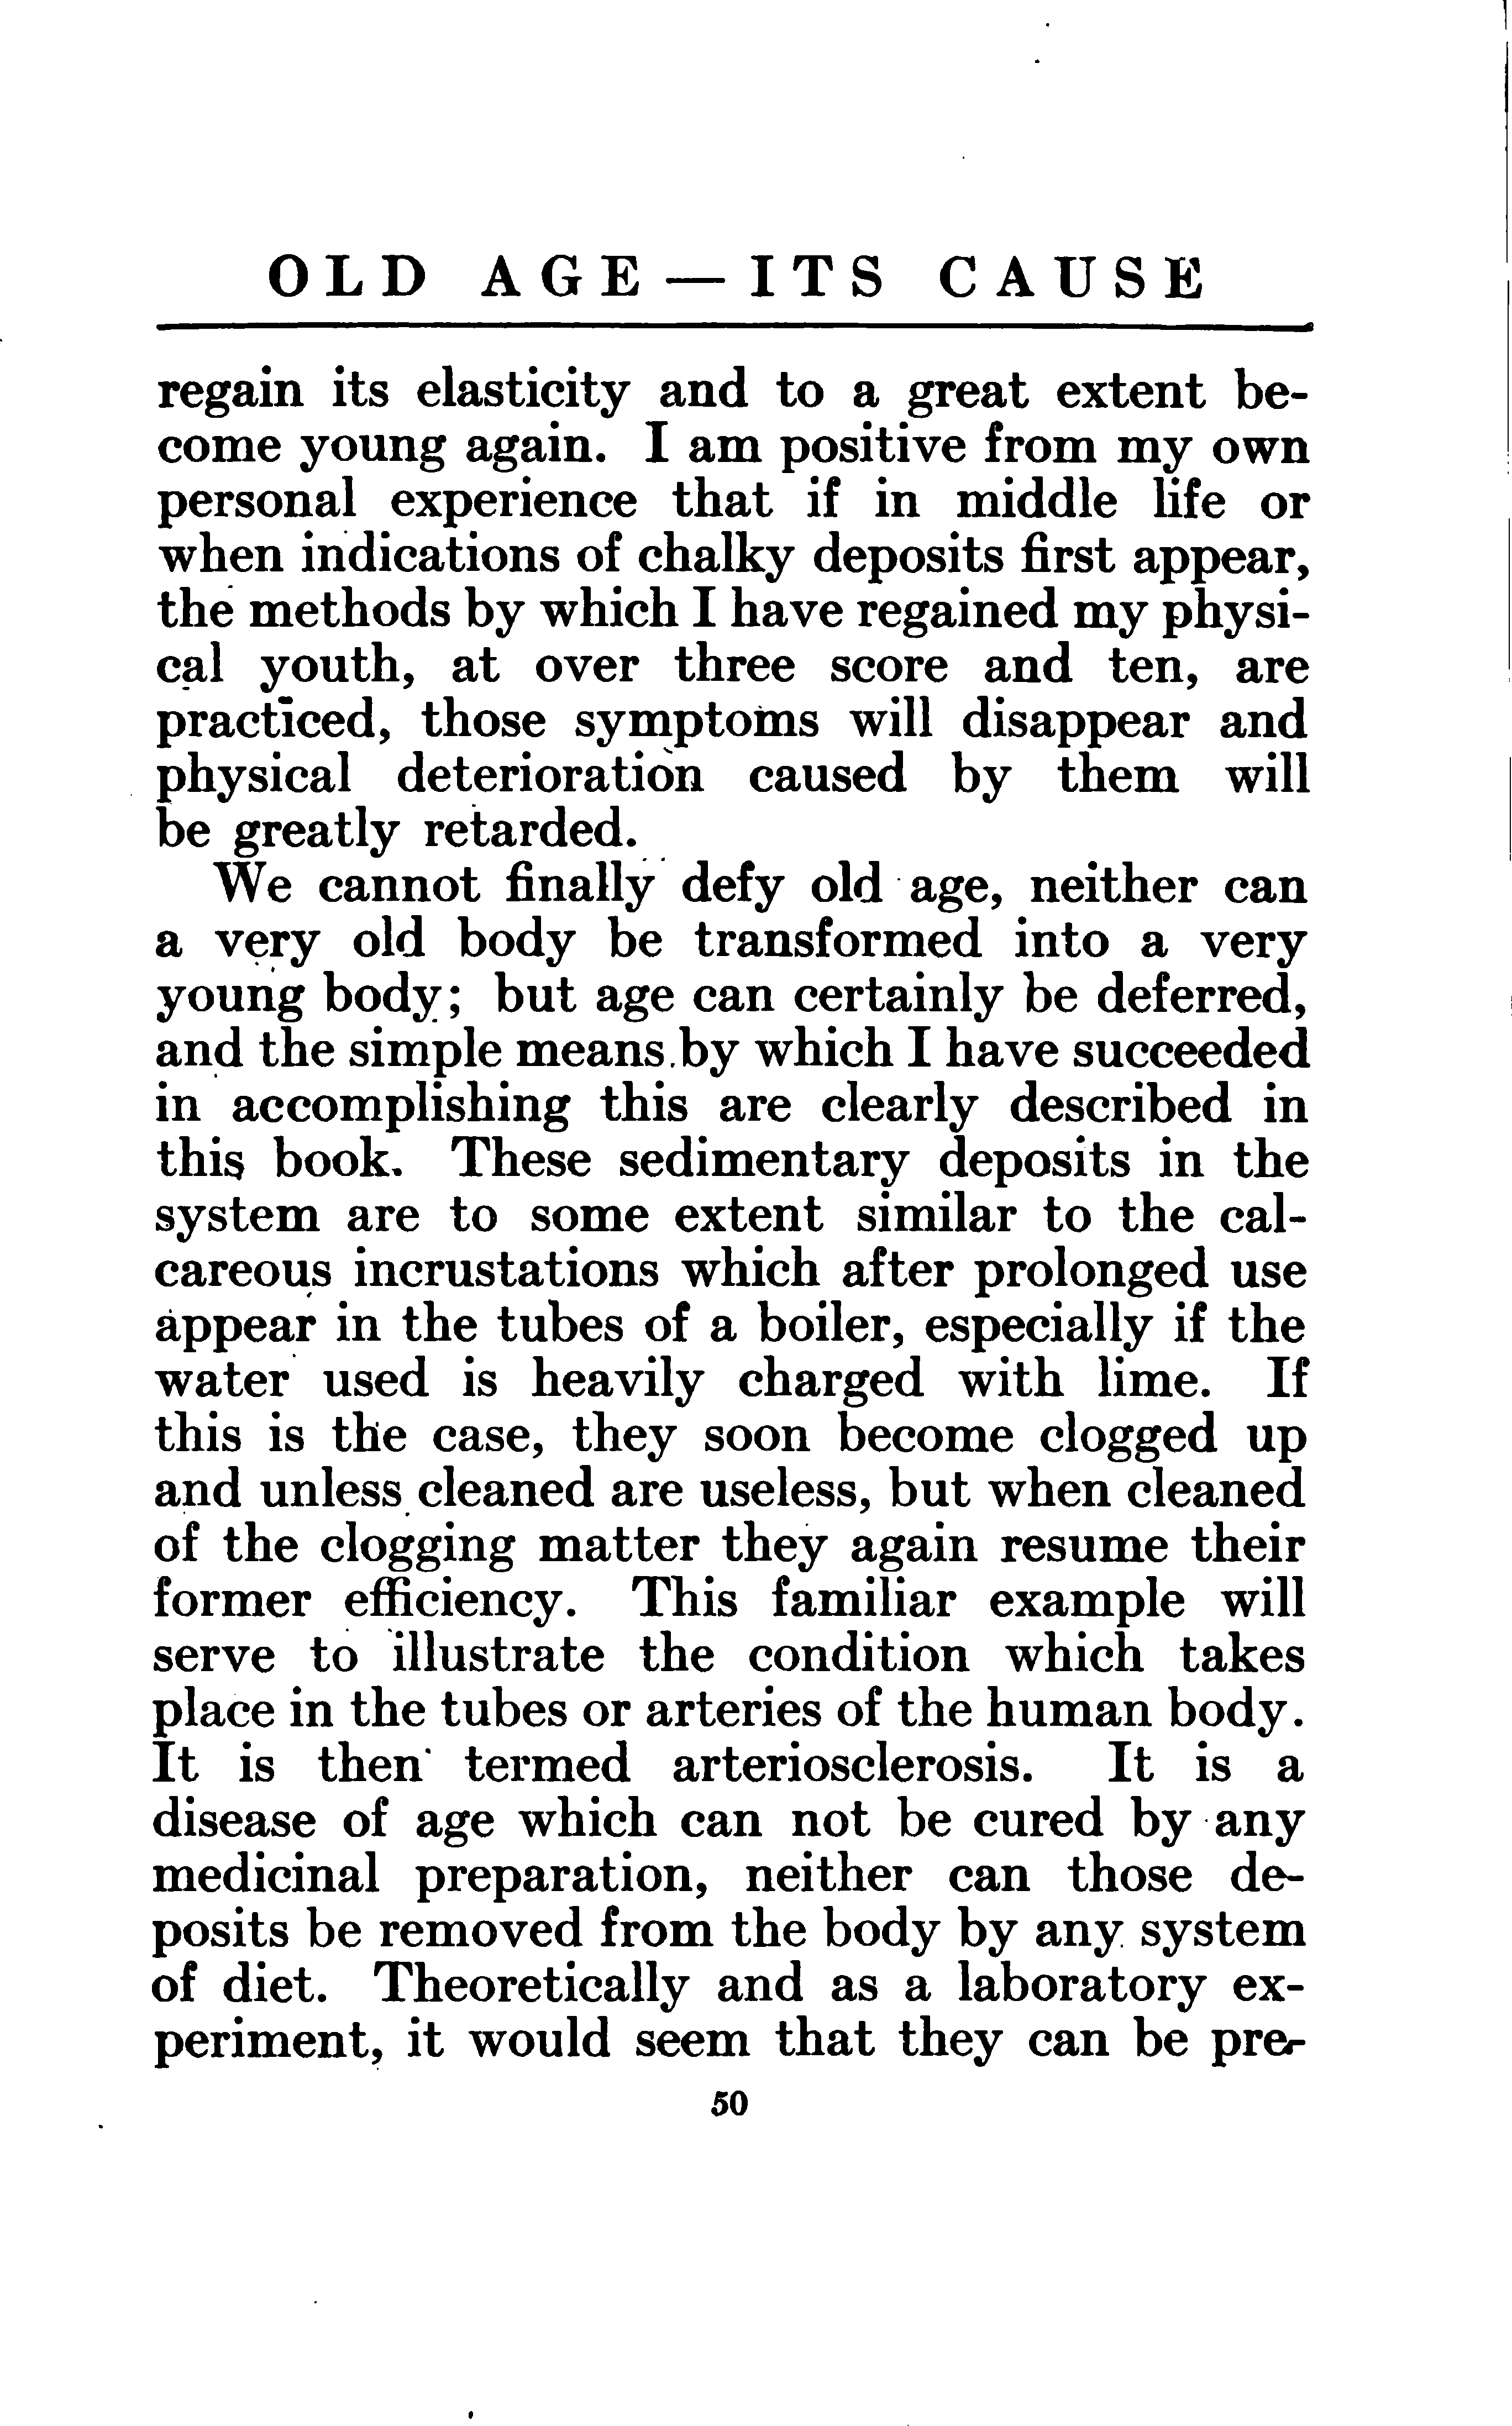 OLD AGE—ITS CAUSE
regain its elasticity and to a great extent be-
come young again. I am positive from my own
personal experience that if in middle life or
when indications of chalky deposits first appear,
the methods by which I have regained my physi-
cal youth, at over three score and ten, are
practiced, those symptoms will disappear and
physical deterioration caused by them will
be greatly retarded.
We cannot finally defy old age, neither can
a very old body be transformed into a very
young body; but age can certainly be deferred,
and the simple means by which I have succeeded
in accomplishing this are clearly described in
this book. These sedimentary deposits in the
system are to some extent similar to the cal-
careous incrustations which after prolonged use
appear in the tubes of a boiler, especially if the
water used is heavily charged with lime. If
this is the case, they soon become clogged up
and unless cleaned are useless, but when cleaned
of the clogging matter they again resume their
former efficiency. This familiar example will
serve to illustrate the condition which takes
place in the tubes or arteries of the human body.
It is then termed arteriosclerosis. It is a
disease of age which can not be cured by any
medicinal preparation, neither can those de-
posits be removed from the body by any system
of diet. Theoretically and as a laboratory ex-
periment, it would seem that they can be pre-
50